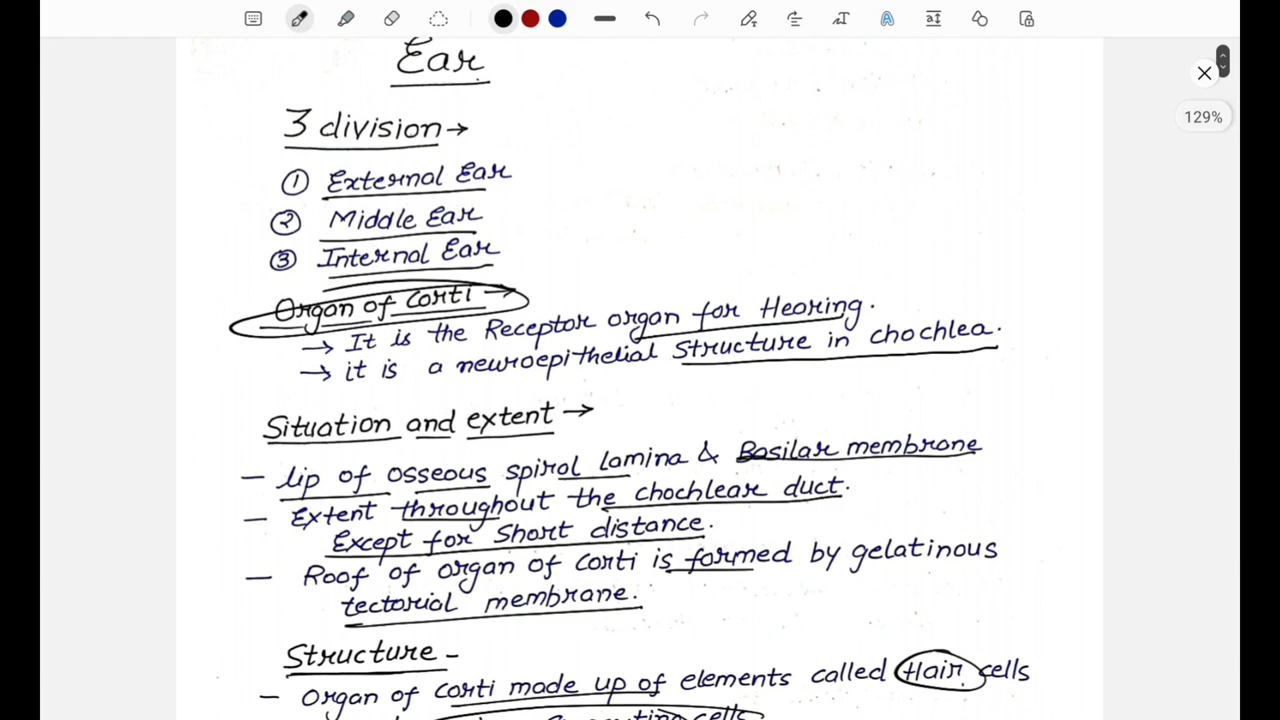 Ear
3 division→
① External Ear
② Middle Ear
③ Internal Ear
Organ of Corti →
→ It is the Receptor organ for Hearing.
→ it is a neuroepithelial structure in chochlea.
Situation and extent →
- lip of osseous spiral lamina & Basilar membrane
- Extent throughout the chochlear duct.
Except for Short distance.
- Roof of organ of corti is formed by gelatinous
tectorial membrane.
Structure -
- Organ of corti made up of elements called Hair cells
cells
129%